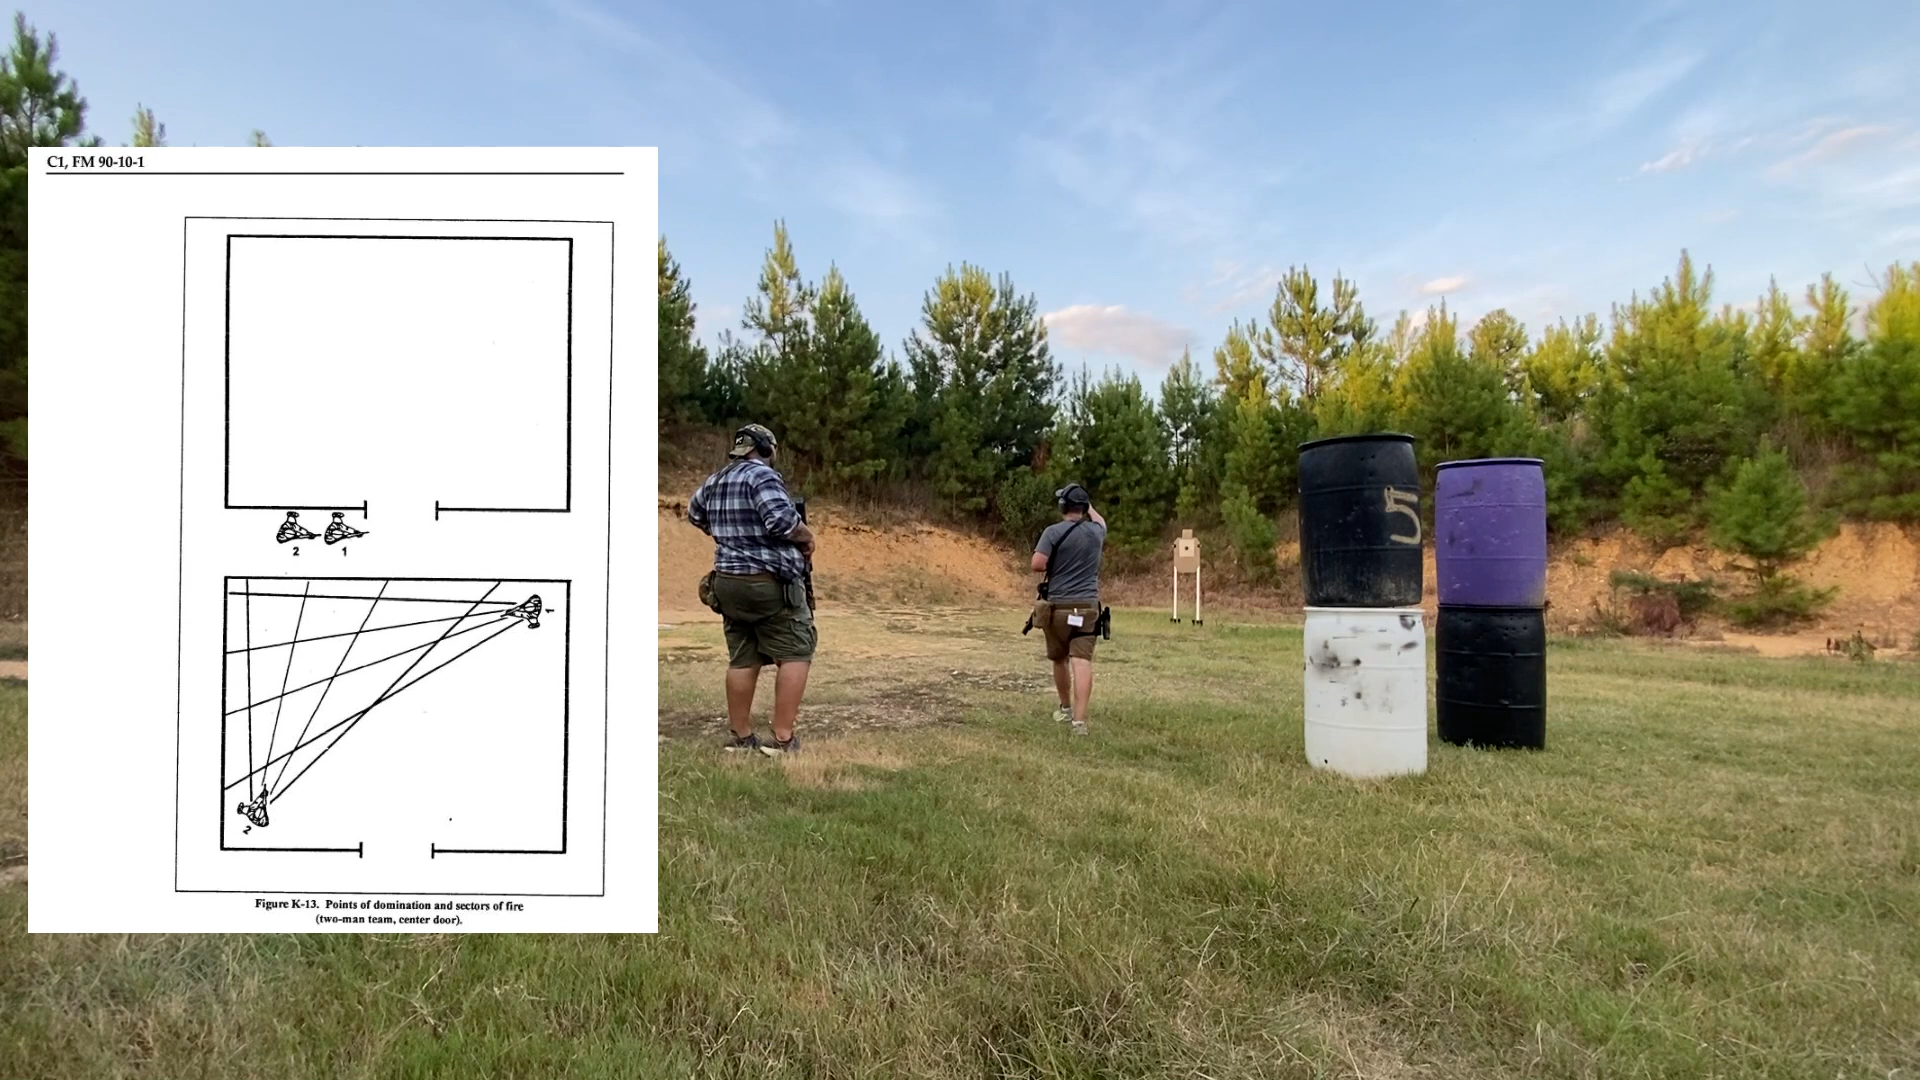 C1, FM 90-10-1
2 1
1
2
Figure K-13. Points of domination and sectors of fire
(two-man team, center door).
5